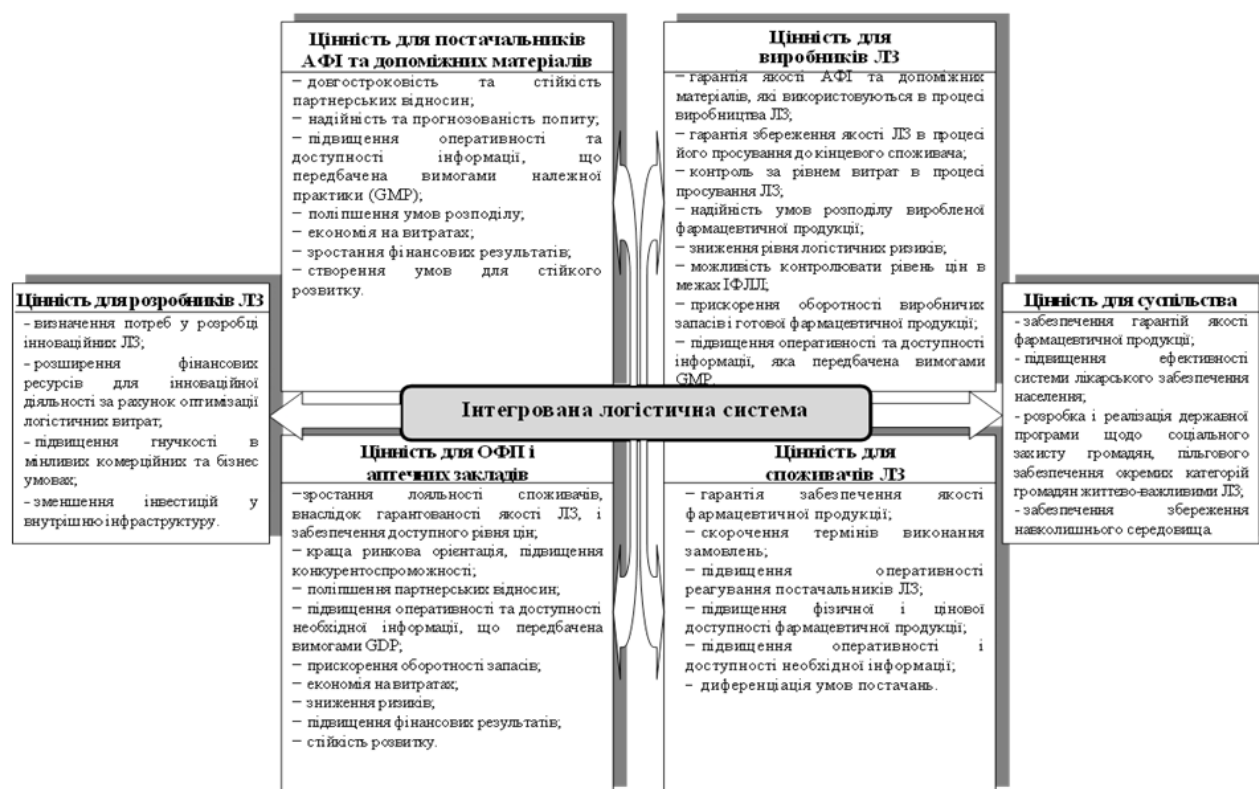 Цінність для постачальників
АФІ та допоміжних матеріалів
– довгостроковість та стійкість
партнерських відносин;
– надійність та прогнозованість попиту;
– підвищення оперативності та
доступності інформації, що
передбачена вимогами належної
практики (GMP);
– поліпшення умов розподілу;
– економія на витратах;
– зростання фінансових результатів;
– створення умов для стійкого
розвитку.
Цінність для
виробників ЛЗ
– гарантія якості АФІ та допоміжних
матеріалів, які використовуються в процесі
виробництва ЛЗ;
– гарантія збереження якості ЛЗ в процесі
його просування до кінцевого споживача;
– контроль за рівнем витрат в процесі
просування ЛЗ;
– надійність умов розподілу виробленої
фармацевтичної продукції;
– зниження рівня логістичних ризиків;
– можливість контролювати рівень цін в
межах ІФЛЛ;
– прискорення оборотності виробничих
запасів і готової фармацевтичної продукції;
– підвищення оперативності та доступності
інформації, яка передбачена вимогами
GMP.
Цінність для розробників ЛЗ
- визначення потреб у розробці
інноваційних ЛЗ;
-розширення фінансових
ресурсів для інноваційної
діяльності за рахунок оптимізації
логістичних витрат;
-підвищення гнучкості в
мінливих комерційних та бізнес
умовах;
-зменшення інвестицій у
внутрішню інфраструктуру.
Інтегрована логістична система
Цінність для суспільства
- забезпечення гарантій якості
фармацевтичної продукції;
-підвищення ефективності
системи лікарського забезпечення
населення;
-розробка і реалізація державної
програми щодо соціального
захисту громадян, пільгового
забезпечення окремих категорій
громадян життєво-важливими ЛЗ;
-забезпечення збереження
навколишнього середовища.
Цінність для ОФП і
аптечних закладів
– зростання лояльності споживачів,
внаслідок гарантованості якості ЛЗ, і
забезпечення доступного рівня цін;
– краща ринкова орієнтація, підвищення
конкурентоспроможності;
– поліпшення партнерських відносин;
– підвищення оперативності та доступності
необхідної інформації, що передбачена
вимогами GDP;
– прискорення оборотності запасів;
– економія на витратах;
– зниження ризиків;
– підвищення фінансових результатів;
– стійкість розвитку.
Цінність для
споживачів ЛЗ
– гарантія забезпечення якості
фармацевтичної продукції;
– скорочення термінів виконання
замовлень;
– підвищення оперативності
реагування постачальників ЛЗ;
– підвищення фізичної і цінової
доступності фармацевтичної продукції;
– підвищення оперативності і
доступності необхідної інформації;
– диференціація умов постачань.